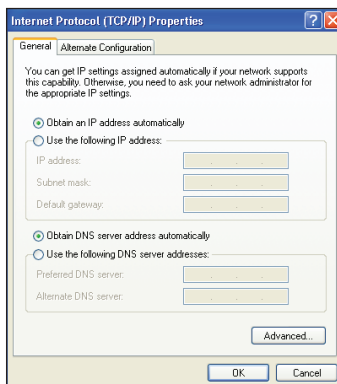 Internet Protocol (TCP/IP) Properties
General
Alternate Configuration
You can get IP settings assigned automatically if your network supports
this capability. Otherwise, you need to ask your network administrator for
the appropriate IP settings.
Obtain an IP address automatically
Use the following IP address:
IP address:
Subnet mask:
Default gateway:
Obtain DNS server address automatically
Use the following DNS server addresses:
Preferred DNS server:
Alternate DNS server:
Advanced...
OK
Cancel